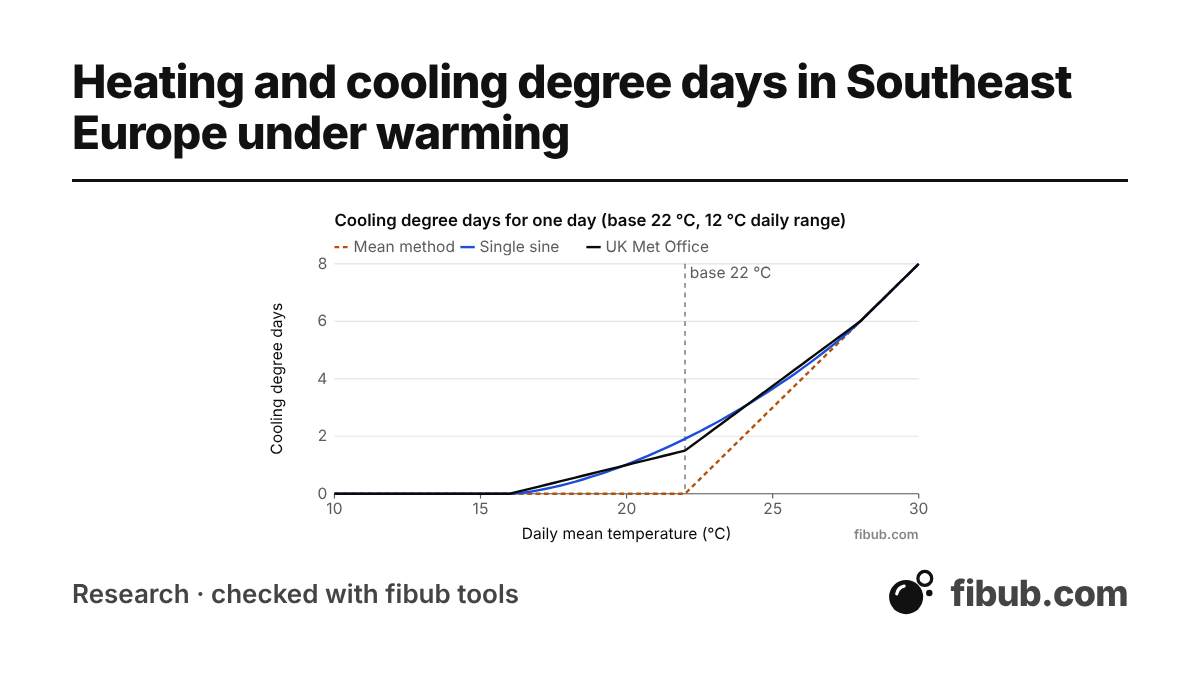 Heating and cooling degree days in Southeast
Europe under warming
Cooling degree days for one day (base 22 °C, 12 °C daily range)
Mean method Single sine UK Met Office
base 22 °C
Cooling degree days
8
6
4
2
0
10 15 20 25 30
Daily mean temperature (°C)
fibub.com
Research · checked with fibub tools
fibub.com